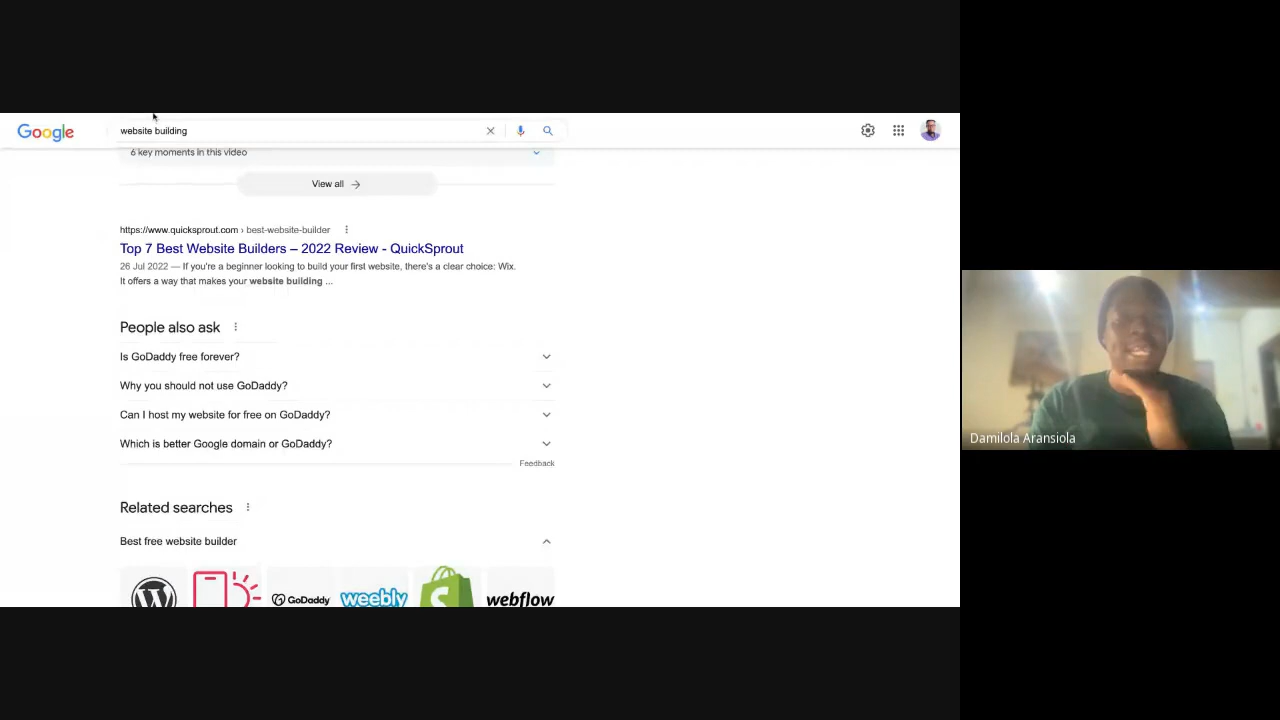 Google
website building
6 key moments in this video
View all
https://www.quicksprout.com › best-website-builder
Top 7 Best Website Builders – 2022 Review - QuickSprout
26 Jul 2022 — If you're a beginner looking to build your first website, there's a clear choice: Wix.
It offers a way that makes your website building ...
People also ask
Is GoDaddy free forever?
Why you should not use GoDaddy?
Can I host my website for free on GoDaddy?
Which is better Google domain or GoDaddy?
Feedback
Related searches
Best free website builder
GoDaddy weebly webflow
Damilola Aransiola